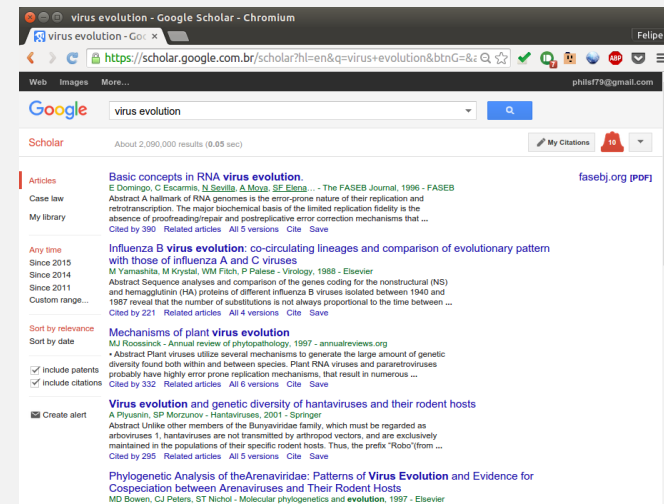 virus evolution - Google Scholar - Chromium
virus evolution - Goo ×
Felipe
https://scholar.google.com.br/scholar?hl=en&q=virus+evolution&btnG=&
7
ABP
Web Images More...
philsf79@gmail.com
Google
virus evolution
Scholar
About 2,090,000 results (0.05 sec)
My Citations
10
Articles
Case law
My library
Any time
Since 2015
Since 2014
Since 2011
Custom range...
Sort by relevance
Sort by date
include patents
include citations
Create alert
Basic concepts in RNA virus evolution.
fasebj.org [PDF]
E Domingo, C Escarmis, N Sevilla, A Moya, SF Elena… - The FASEB Journal, 1996 - FASEB
Abstract A hallmark of RNA genomes is the error-prone nature of their replication and
retrotranscription. The major biochemical basis of the limited replication fidelity is the
absence of proofreading/repair and postreplicative error correction mechanisms that ...
Cited by 390 Related articles All 5 versions Cite Save
Influenza B virus evolution: co-circulating lineages and comparison of evolutionary pattern
with those of influenza A and C viruses
M Yamashita, M Krystal, WM Fitch, P Palese - Virology, 1988 - Elsevier
Abstract Sequence analyses and comparison of the genes coding for the nonstructural (NS)
and hemagglutinin (HA) proteins of different influenza B viruses isolated between 1940 and
1987 reveal that the number of substitutions is not always proportional to the time between ...
Cited by 221 Related articles All 4 versions Cite Save
Mechanisms of plant virus evolution
MJ Roossinck - Annual review of phytopathology, 1997 - annualreviews.org
• Abstract Plant viruses utilize several mechanisms to generate the large amount of genetic
diversity found both within and between species. Plant RNA viruses and pararetroviruses
probably have highly error prone replication mechanisms, that result in numerous ...
Cited by 332 Related articles All 6 versions Cite Save
Virus evolution and genetic diversity of hantaviruses and their rodent hosts
A Plyusnin, SP Morzunov - Hantaviruses, 2001 - Springer
Abstract Unlike other members of the Bunyaviridae family, which must be regarded as
arboviruses 1, hantaviruses are not transmitted by arthropod vectors, and are exclusively
maintained in the populations of their specific rodent hosts. Thus, the prefix "Robo"(from ...
Cited by 295 Related articles All 5 versions Cite Save
Phylogenetic Analysis of theArenaviridae: Patterns of Virus Evolution and Evidence for
Cospeciation between Arenaviruses and Their Rodent Hosts
MD Bowen, CJ Peters, ST Nichol - Molecular phylogenetics and evolution, 1997 - Elsevier